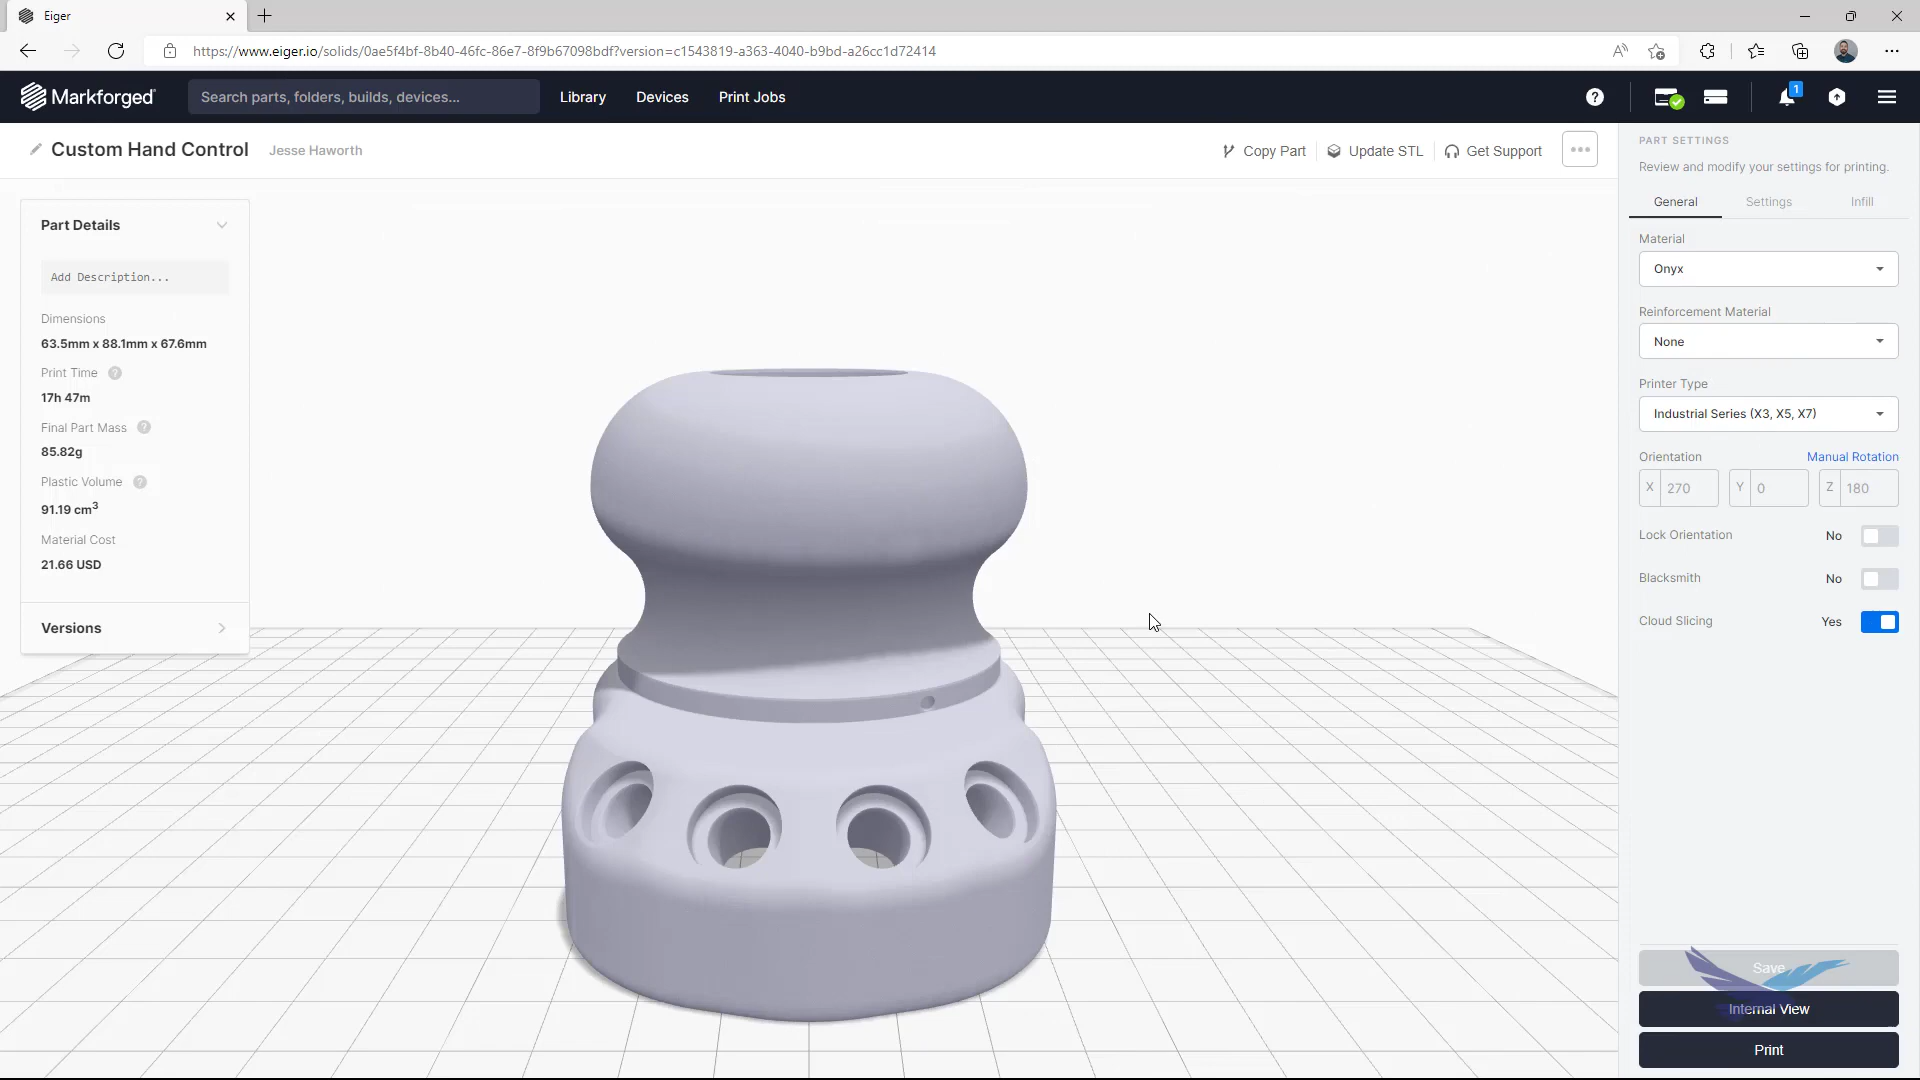 Eiger
https://www.eiger.io/solids/0ae5f4bf-8b40-46fc-86e7-8f9b67098bdf?version=c1543819-a363-4040-b9bd-a26cc1d72414
Markforged
Search parts, folders, builds, devices...
Library
Devices
Print Jobs
?
1
Custom Hand Control
Jesse Haworth
Copy Part
Update STL
Get Support
Part Details
Add Description...
Dimensions
63.5mm x 88.1mm x 67.6mm
Print Time ?
17h 47m
Final Part Mass ?
85.82g
Plastic Volume ?
91.19 cm³
Material Cost
21.66 USD
Versions
PART SETTINGS
Review and modify your settings for printing.
General
Settings
Infill
Material
Onyx
Reinforcement Material
None
Printer Type
Industrial Series (X3, X5, X7)
Orientation
Manual Rotation
X 270
Y 0
Z 180
Lock Orientation
No
Blacksmith
No
Cloud Slicing
Yes
Save
Internal View
Print